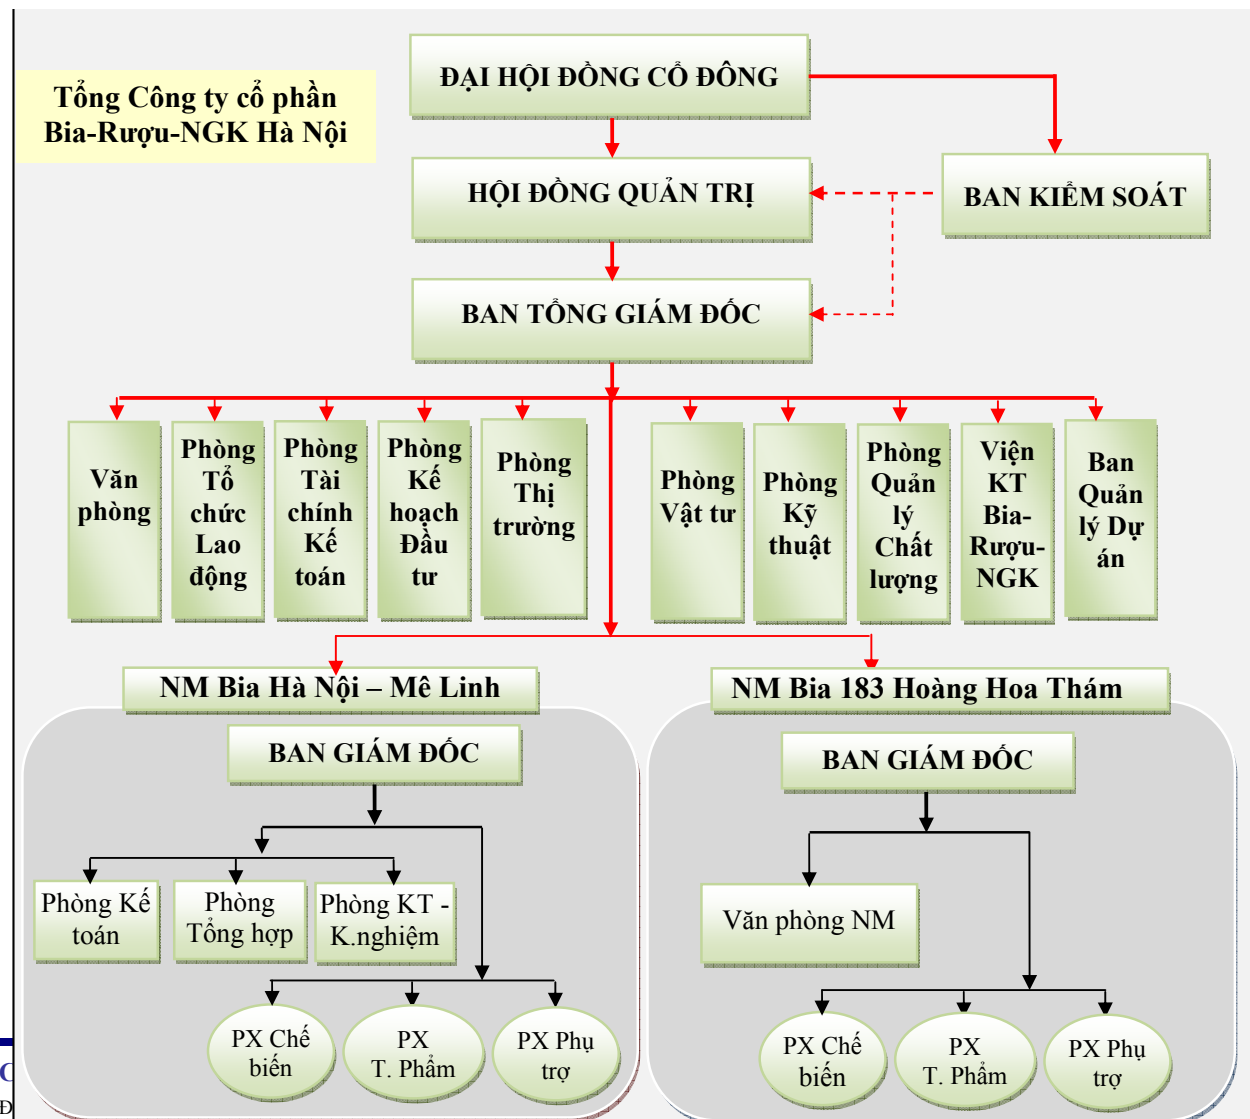 ĐẠI HỘI ĐỒNG CỔ ĐÔNG
Tổng Công ty cổ phần
Bia-Rượu-NGK Hà Nội
HỘI ĐỒNG QUẢN TRỊ
BAN KIỂM SOÁT
BAN TỔNG GIÁM ĐỐC
Văn
phòng
Phòng
Tổ
chức
Lao
động
Phòng
Tài
chính
Kế
toán
Phòng
Kế
hoạch
Đầu
tư
Phòng
Thị
trường
Phòng
Vật tư
Phòng
Kỹ
thuật
Phòng
Quản
lý
Chất
lượng
Viện
KT
Bia-
Rượu-
NGK
Ban
Quản
lý Dự
án
NM Bia Hà Nội – Mê Linh
BAN GIÁM ĐỐC
Phòng Kế
toán
Phòng
Tổng hợp
Phòng KT -
K.nghiệm
PX Chế
biến
PX
T. Phẩm
PX Phụ
trợ
NM Bia 183 Hoàng Hoa Thám
BAN GIÁM ĐỐC
Văn phòng NM
PX Chế
biến
PX
T. Phẩm
PX Phụ
trợ